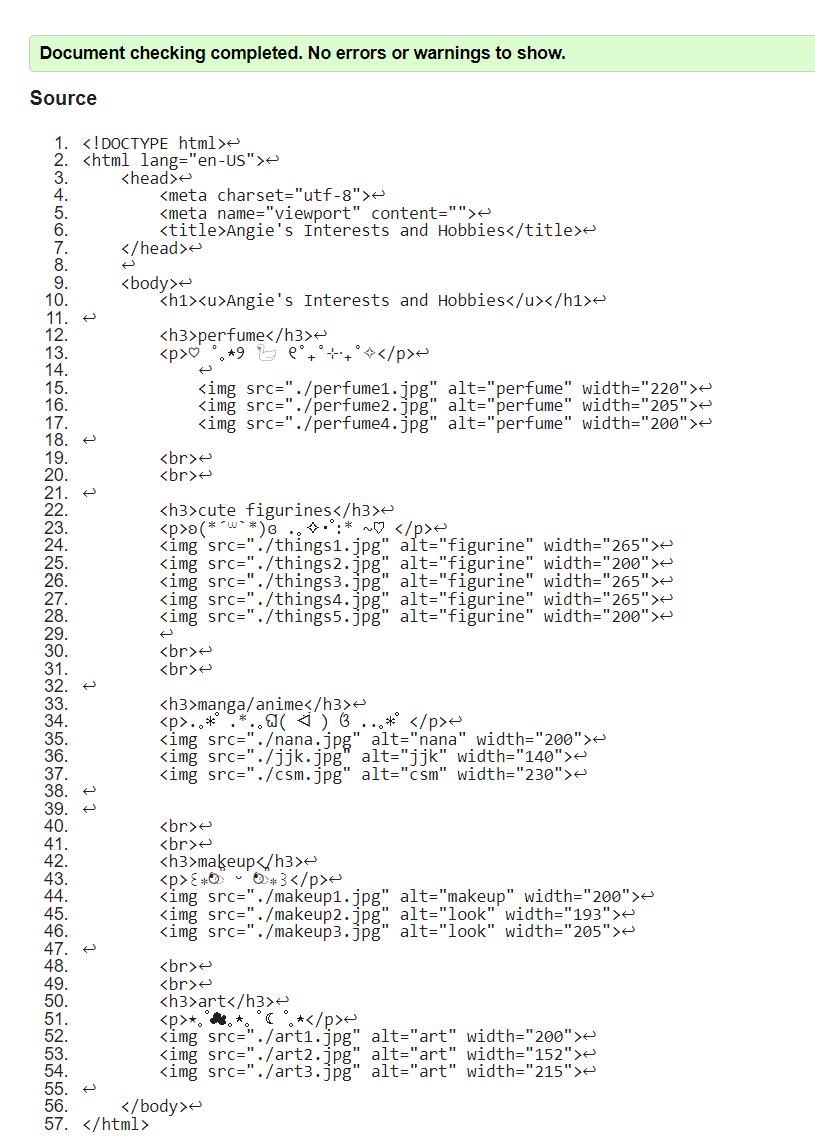 Document checking completed. No errors or warnings to show.
Source
1. <!DOCTYPE html>↩
2. <html lang="en-US">↩
3. <head>↩
4. <meta charset="utf-8">↩
5. <meta name="viewport" content="">↩
6. <title>Angie's Interests and Hobbies</title>↩
7. </head>↩
8. ↩
9. <body>↩
10. <h1><u>Angie's Interests and Hobbies</u></h1>↩
11. ↩
12. <h3>perfume</h3>↩
13. <p>♡ ˚｡⋆୨ 🦢 ୧˚₊˚⊹‧₊˚✧</p>↩
14. ↩
15. <img src="./perfume1.jpg" alt="perfume" width="220">↩
16. <img src="./perfume2.jpg" alt="perfume" width="205">↩
17. <img src="./perfume4.jpg" alt="perfume" width="200">↩
18. ↩
19. <br>↩
20. <br>↩
21. ↩
22. <h3>cute figurines</h3>↩
23. <p>ʚ(*´꒳`*)ɞ .｡✧･ﾟ:* ~♡ </p>↩
24. <img src="./things1.jpg" alt="figurine" width="265">↩
25. <img src="./things2.jpg" alt="figurine" width="200">↩
26. <img src="./things3.jpg" alt="figurine" width="265">↩
27. <img src="./things4.jpg" alt="figurine" width="265">↩
28. <img src="./things5.jpg" alt="figurine" width="200">↩
29. ↩
30. <br>↩
31. <br>↩
32. ↩
33. <h3>manga/anime</h3>↩
34. <p></p>↩
35. <img src="./nana.jpg" alt="nana" width="200">↩
36. <img src="./jjk.jpg" alt="jjk" width="140">↩
37. <img src="./csm.jpg" alt="csm" width="230">↩
38. ↩
39. ↩
40. <br>↩
41. <br>↩
42. <h3>makeup</h3>↩
43. <p></p>↩
44. <img src="./makeup1.jpg" alt="makeup" width="200">↩
45. <img src="./makeup2.jpg" alt="look" width="193">↩
46. <img src="./makeup3.jpg" alt="look" width="205">↩
47. ↩
48. <br>↩
49. <br>↩
50. <h3>art</h3>↩
51. <p>⋆｡˚☁︎｡⋆｡ ˚☾ ˚｡⋆</p>↩
52. <img src="./art1.jpg" alt="art" width="200">↩
53. <img src="./art2.jpg" alt="art" width="152">↩
54. <img src="./art3.jpg" alt="art" width="215">↩
55. ↩
56. </body>↩
57. </html>